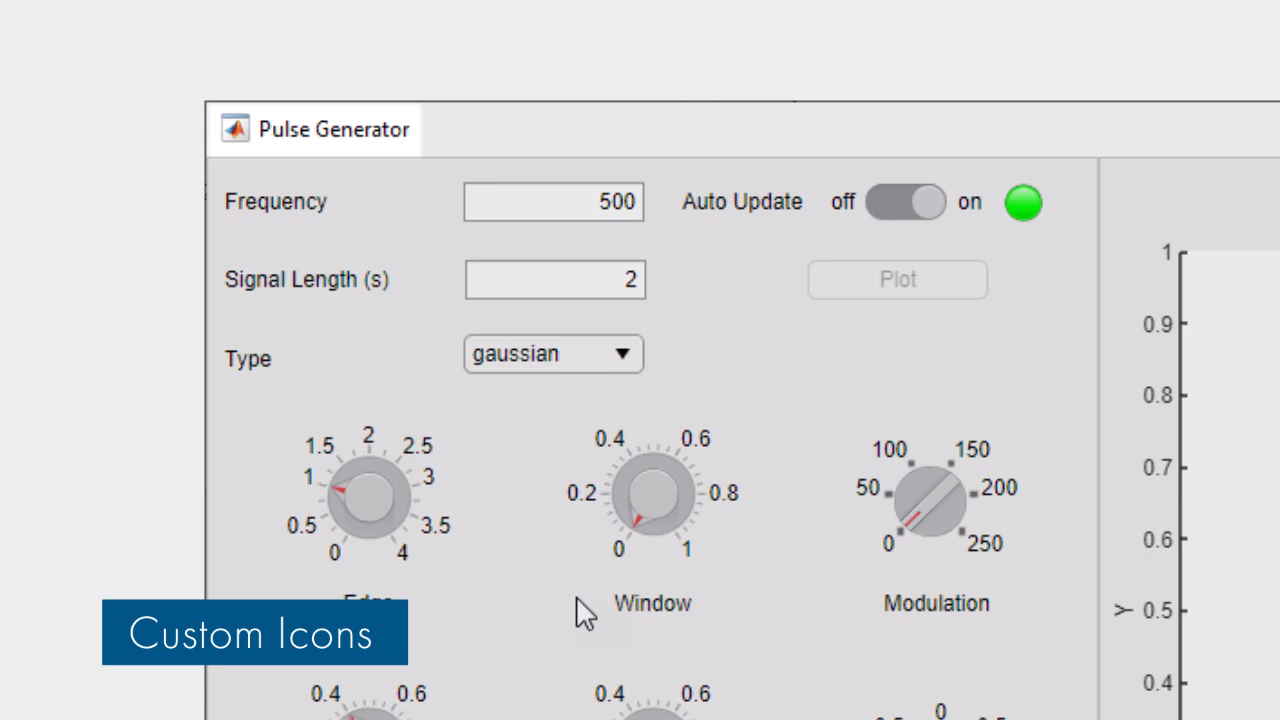 Pulse Generator
Frequency 500 Auto Update off on
Signal Length (s) 2 Plot
Type gaussian
0 0.5 1 1.5 2 2.5 3 3.5 4
0 0.2 0.4 0.6 0.8 1
Window
0 50 100 150 200 250
Modulation
Custom Icons
0.4 0.6
0.4 0.6
0
1
0.9
0.8
0.7
0.6
Y 0.5
0.4